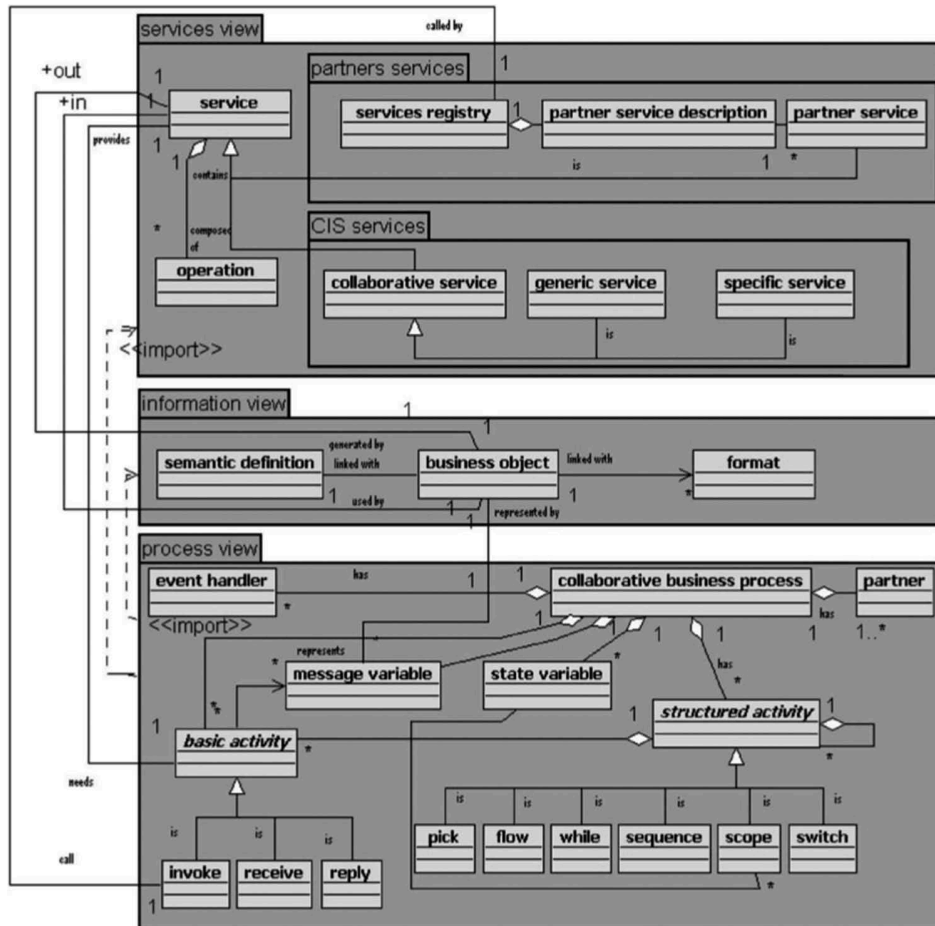 called by
services view
1
+out
partners services
1
+in
1
service
services registry
1
partner service description
partner service
provides
1
1
is
1
*
contains
*
composed
of
CIS services
operation
collaborative service
generic service
specific service
is
is
<<import>>
information view
1
1
generated by
semantic definition
linked with
business object
linked with
format
1
used by
1
1
1
*
represented by
process view
event handler
has
1
1
collaborative business process
partner
*
<<import>>
1
1
1
1
1
has
1..*
represents
*
*
has
*
message variable
state variable
*
*
1
basic activity
*
1
structured activity
1
*
needs
is
is
is
is
is
is
pick
flow
while
sequence
scope
switch
is
is
is
call
invoke
receive
reply
*
1